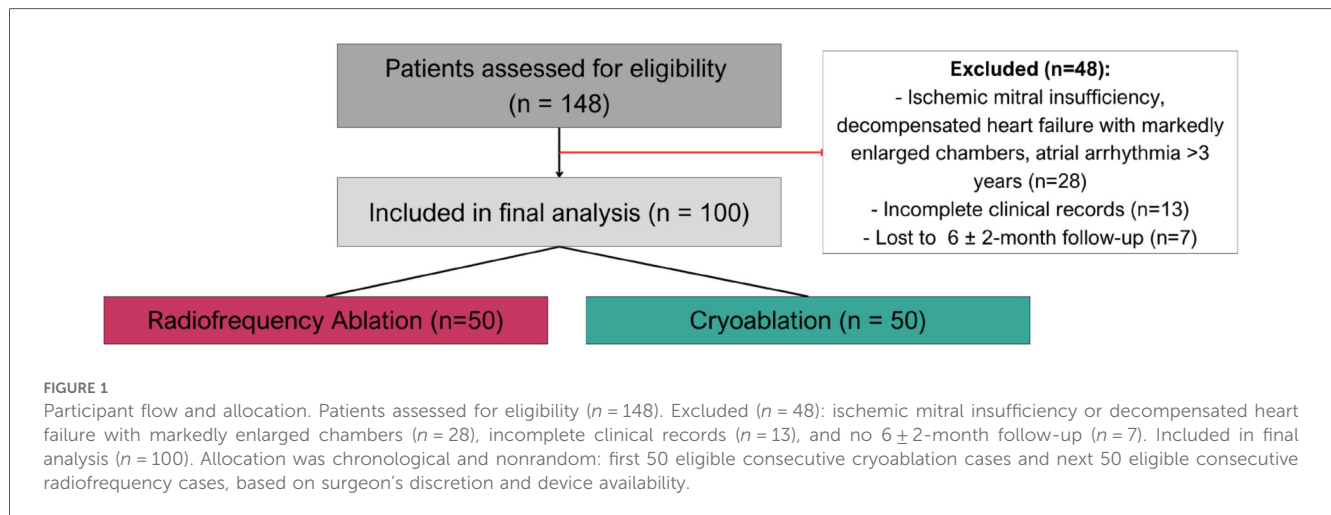 Patients assessed for eligibility
(n = 148)
Excluded (n=48):
- Ischemic mitral insufficiency,
decompensated heart failure with markedly
enlarged chambers, atrial arrhythmia >3
years (n=28)
- Incomplete clinical records (n=13)
- Lost to 6 ± 2-month follow-up (n=7)
Included in final analysis (n = 100)
Radiofrequency Ablation (n=50)
Cryoablation (n = 50)
FIGURE 1
Participant flow and allocation. Patients assessed for eligibility (n = 148). Excluded (n = 48): ischemic mitral insufficiency or decompensated heart
failure with markedly enlarged chambers (n = 28), incomplete clinical records (n = 13), and no 6 ± 2-month follow-up (n = 7). Included in final
analysis (n = 100). Allocation was chronological and nonrandom: first 50 eligible consecutive cryoablation cases and next 50 eligible consecutive
radiofrequency cases, based on surgeon's discretion and device availability.